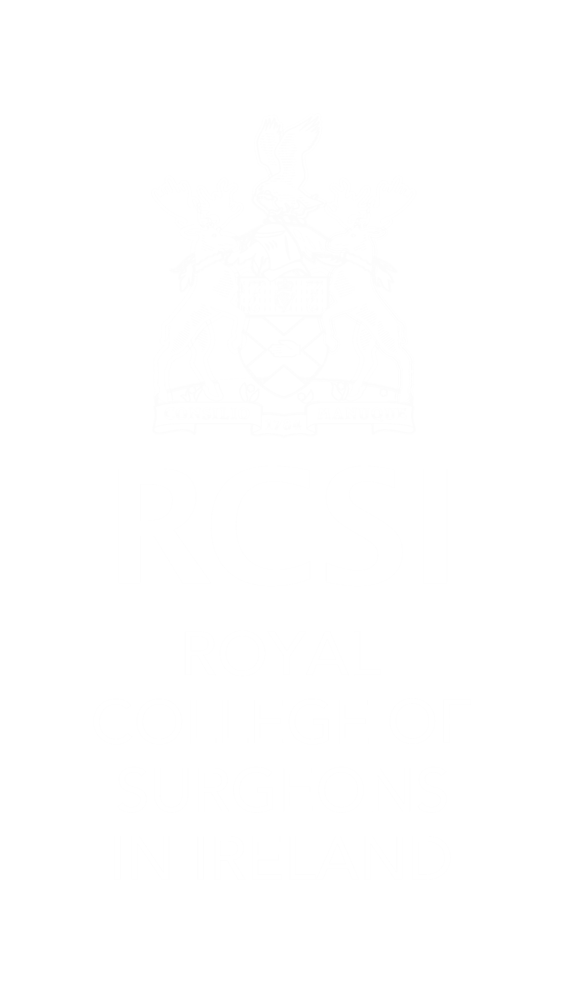 CONSILIO MANUQUE
1784
RCSI
ROYAL
COLLEGE OF
SURGEONS
IN IRELAND